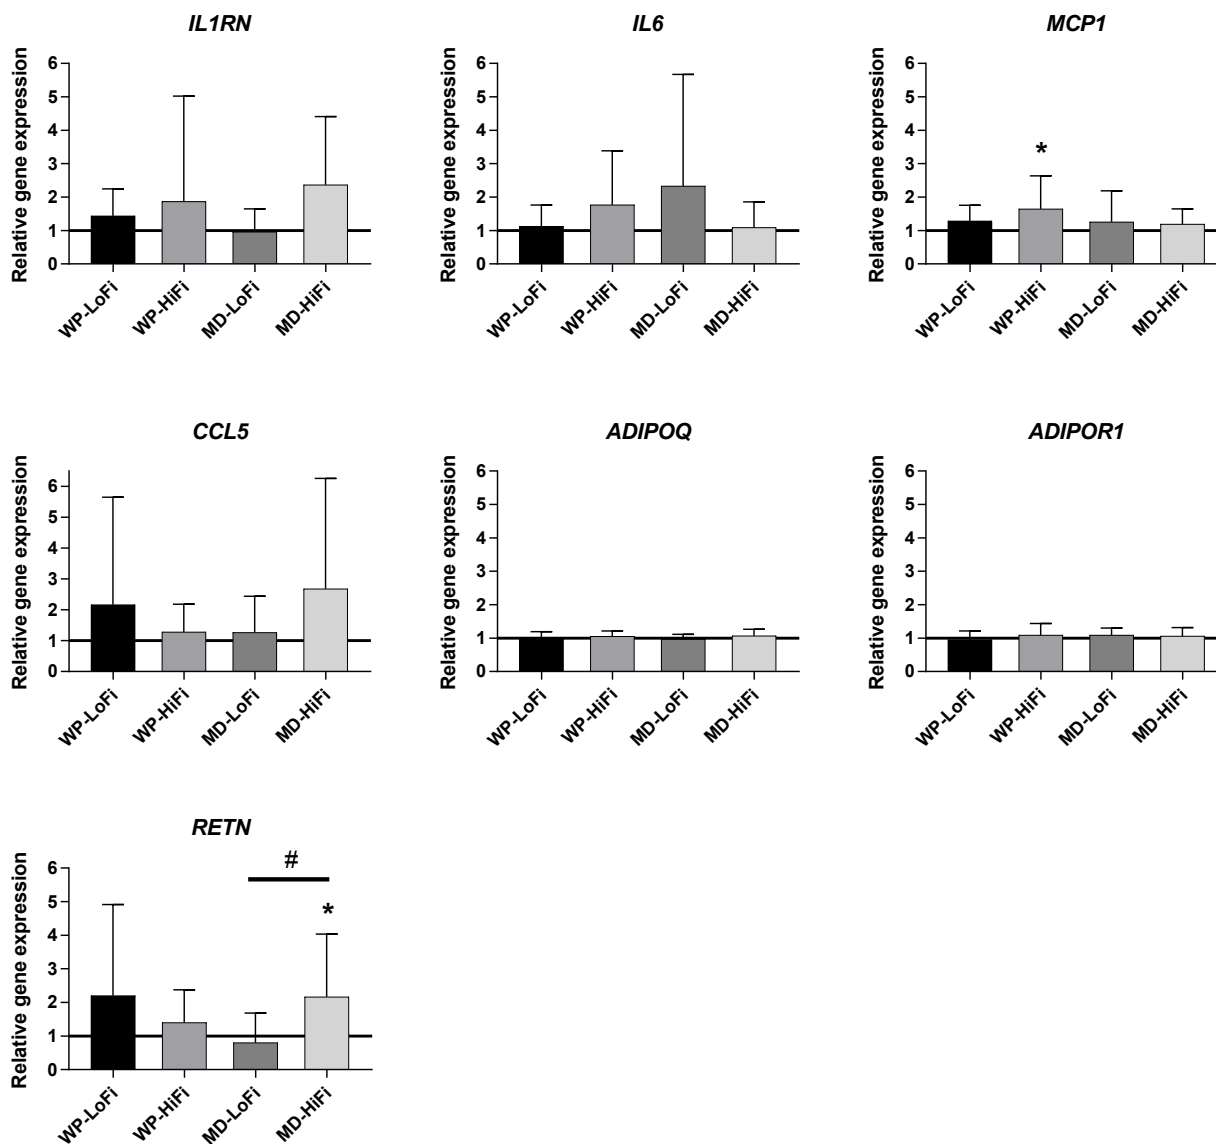 IL1RN
Relative gene expression
6
5
4
3
2
1
0
WP-LoFi
WP-HiFi
MD-LoFi
MD-HiFi
IL6
Relative gene expression
6
5
4
3
2
1
0
WP-LoFi
WP-HiFi
MD-LoFi
MD-HiFi
MCP1
Relative gene expression
6
5
4
3
2
1
0
*
WP-LoFi
WP-HiFi
MD-LoFi
MD-HiFi
CCL5
Relative gene expression
6
5
4
3
2
1
0
WP-LoFi
WP-HiFi
MD-LoFi
MD-HiFi
ADIPOQ
Relative gene expression
6
5
4
3
2
1
0
WP-LoFi
WP-HiFi
MD-LoFi
MD-HiFi
ADIPOR1
Relative gene expression
6
5
4
3
2
1
0
WP-LoFi
WP-HiFi
MD-LoFi
MD-HiFi
RETN
Relative gene expression
6
5
4
3
2
1
0
#
*
WP-LoFi
WP-HiFi
MD-LoFi
MD-HiFi